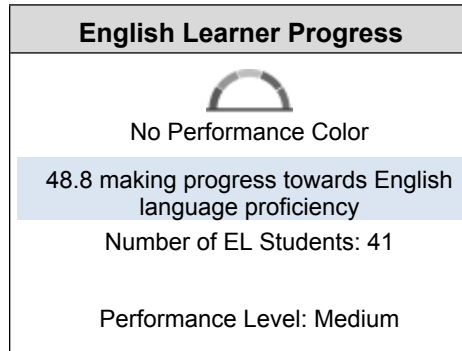 English Learner Progress
No Performance Color
48.8 making progress towards English
language proficiency
Number of EL Students: 41
Performance Level: Medium